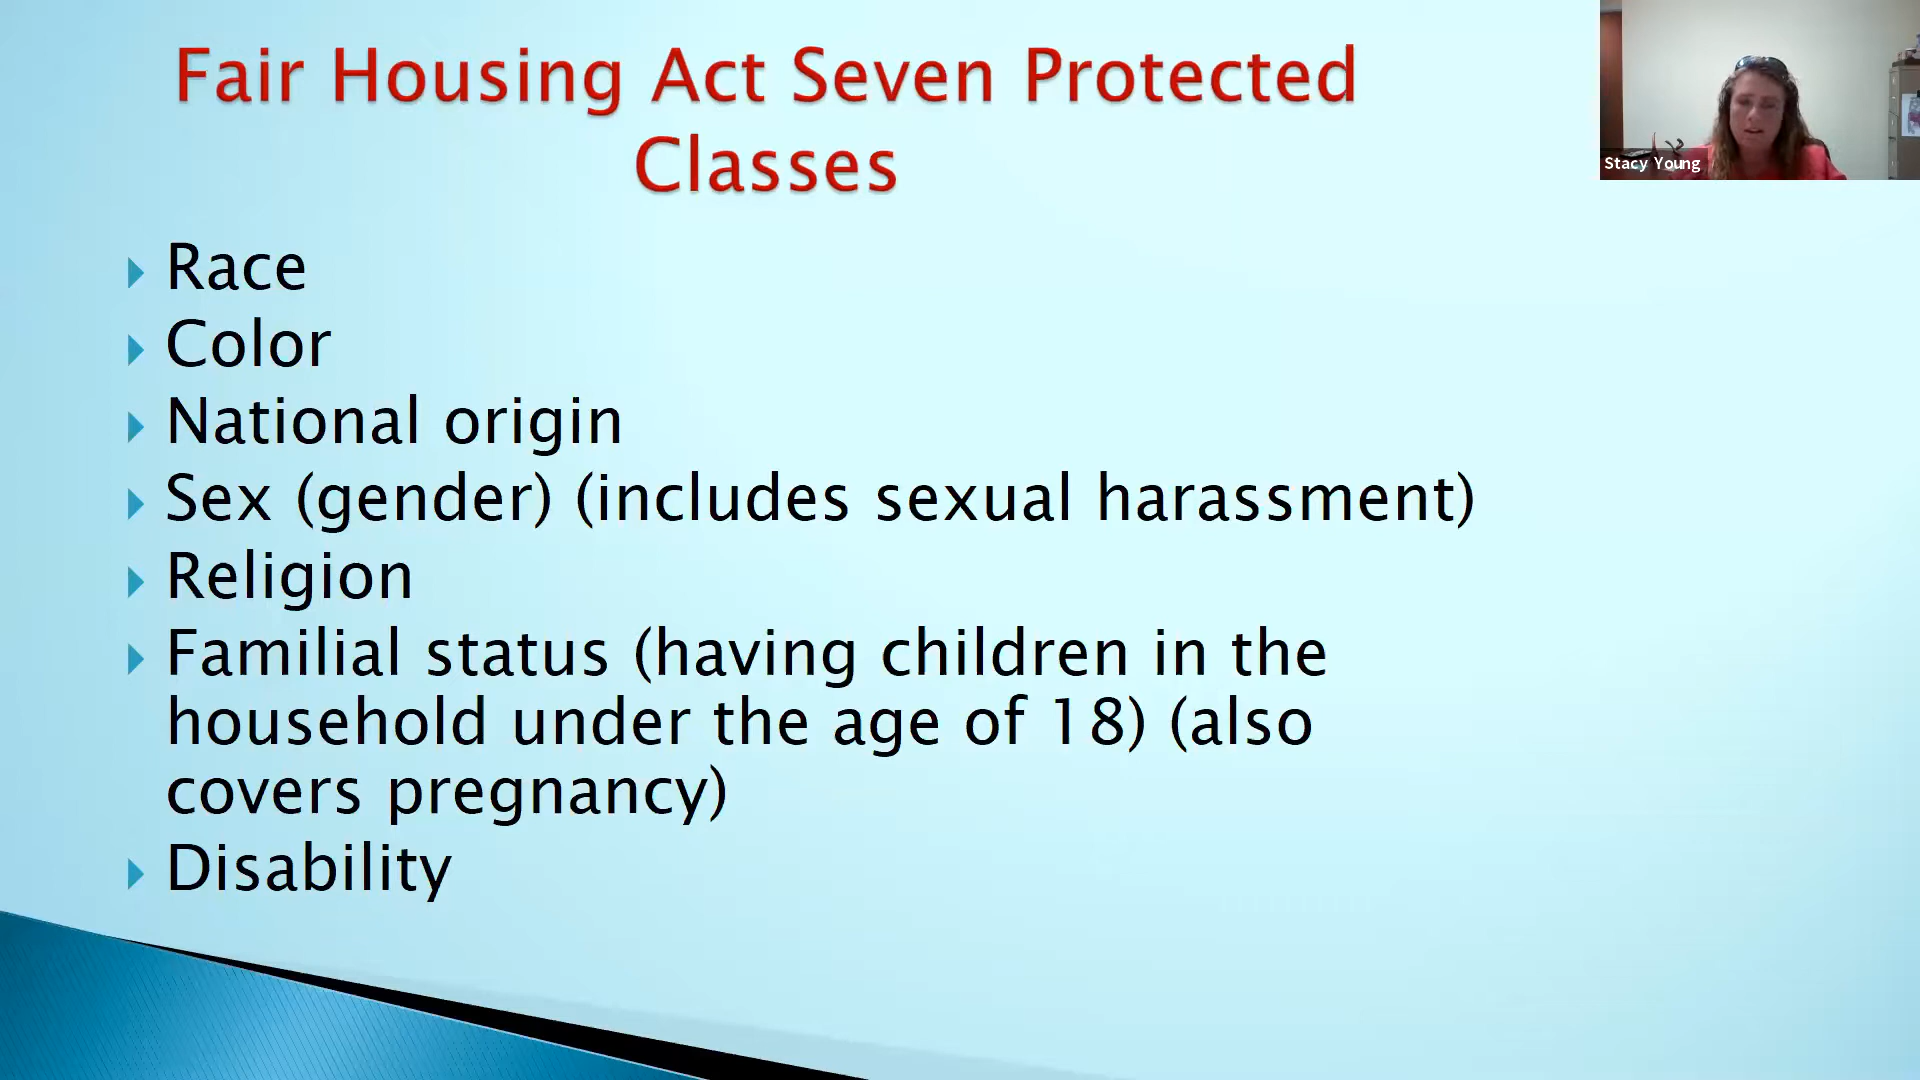 Fair Housing Act Seven Protected
Classes
Stacy Young
Race
Color
National origin
Sex (gender) (includes sexual harassment)
Religion
Familial status (having children in the
household under the age of 18) (also
covers pregnancy)
Disability